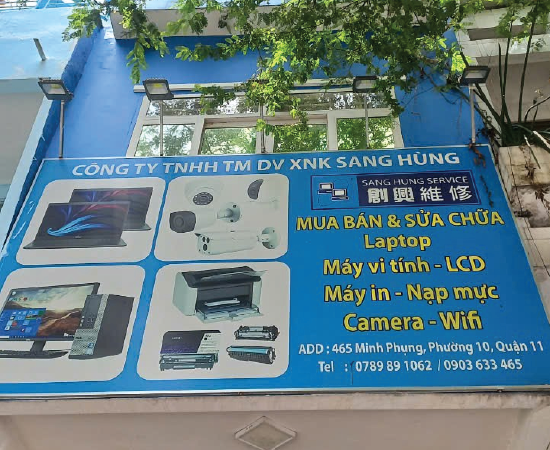 CÔNG TY TNHH TM DV XNK SANG HÙNG
SANG HUNG SERVICE
創興維修
MUA BÁN & SỬA CHỮA
Laptop
Máy vi tính - LCD
Máy in - Nạp mực
Camera - Wifi
ADD : 465 Minh Phụng, Phường 10, Quận 11
Tel : 0789 89 1062 / 0903 633 465